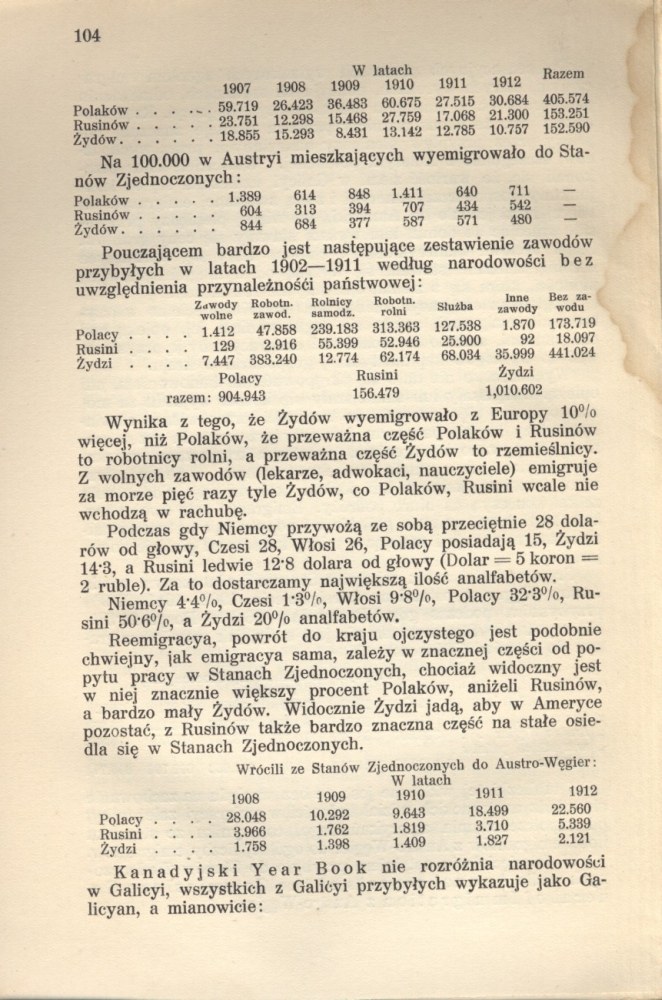 104
W latach
1907 1908 1909 1910 1911 1912 Razem
Polaków . . . . . . 59.719 26.423 36.483 60.675 27.515 30.684 405.574
Rusinów . . . . . . 23.751 12.298 15.468 27.759 17.068 21.300 153.251
Żydów . . . . . . 18.855 15.293 8.431 13.142 12.785 10.757 152.590
Na 100.000 w Austryi mieszkających wyemigrowało do Sta-
nów Zjednoczonych:
Polaków . . . . . 1.389 614 848 1.411 640 711 —
Rusinów . . . . . 604 313 394 707 434 542 —
Żydów . . . . . . 844 684 377 587 571 480 —
Pouczającem bardzo jest następujące zestawienie zawodów
przybyłych w latach 1902—1911 według narodowości bez
uwzględnienia przynależnośći państwowej:
Zawody Robotn. Rolnicy Robotn. Służba Inne Bez za-
wolne zawod. samodz. rolni zawody wodu
Polacy . . . . 1.412 47.858 239.183 313.363 127.538 1.870 173.719
Rusini . . . . 129 2.916 55.399 52.946 25.900 92 18.097
Żydzi . . . . 7.447 383.240 12.774 62.174 68.034 35.999 441.024
Polacy Rusini Żydzi
razem: 904.943 156.479 1,010.602
Wynika z tego, że Żydów wyemigrowało z Europy 10%
więcej, niż Polaków, że przeważna część Polaków i Rusinów
to robotnicy rolni, a przeważna część Żydów to rzemieślnicy.
Z wolnych zawodów (lekarze, adwokaci, nauczyciele) emigruje
za morze pięć razy tyle Żydów, co Polaków, Rusini wcale nie
wchodzą w rachubę.
Podczas gdy Niemcy przywożą ze sobą przeciętnie 28 dola-
rów od głowy, Czesi 28, Włosi 26, Polacy posiadają 15, Żydzi
14·3, a Rusini ledwie 12·8 dolara od głowy (Dolar = 5 koron =
2 ruble). Za to dostarczamy największą ilość analfabetów.
Niemcy 4·4%, Czesi 1·3%, Włosi 9·8%, Polacy 32·3%, Ru-
sini 50·6%, a Żydzi 20% analfabetów.
Reemigracya, powrót do kraju ojczystego jest podobnie
chwiejny, jak emigracya sama, zależy w znacznej części od po-
pytu pracy w Stanach Zjednoczonych, chociaż widoczny jest
w niej znacznie większy procent Polaków, aniżeli Rusinów,
a bardzo mały Żydów. Widocznie Żydzi jadą, aby w Ameryce
pozostać, z Rusinów także bardzo znaczna część na stałe osie-
dla się w Stanach Zjednoczonych.
Wrócili ze Stanów Zjednoczonych do Austro-Węgier:
W latach
1908 1909 1910 1911 1912
Polacy . . . . 28.048 10.292 9.643 18.499 22.560
Rusini . . . . 3.966 1.762 1.819 3.710 5.339
Żydzi . . . . 1.758 1.398 1.409 1.827 2.121
Kanadyjski Year Book nie rozróżnia narodowości
w Galicyi, wszystkich z Galićyi przybyłych wykazuje jako Ga-
licyan, a mianowicie: